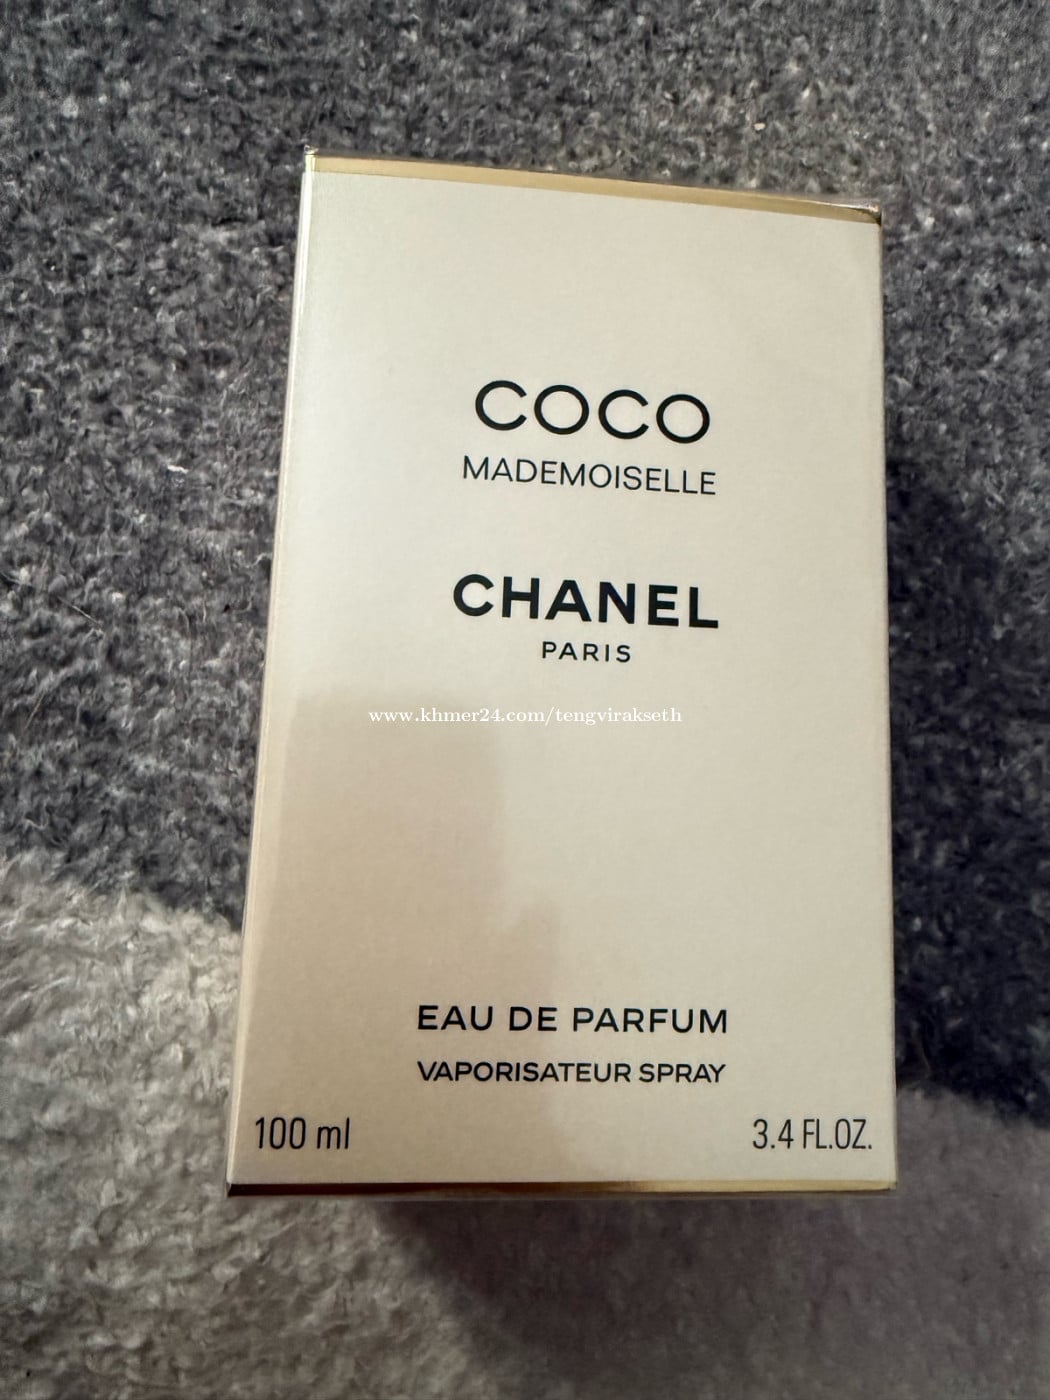 COCO
MADEMOISELLE
CHANEL
PARIS
www.khmer24.com/tengvirakseth
EAU DE PARFUM
VAPORISATEUR SPRAY
100 ml
3.4 FL.OZ.